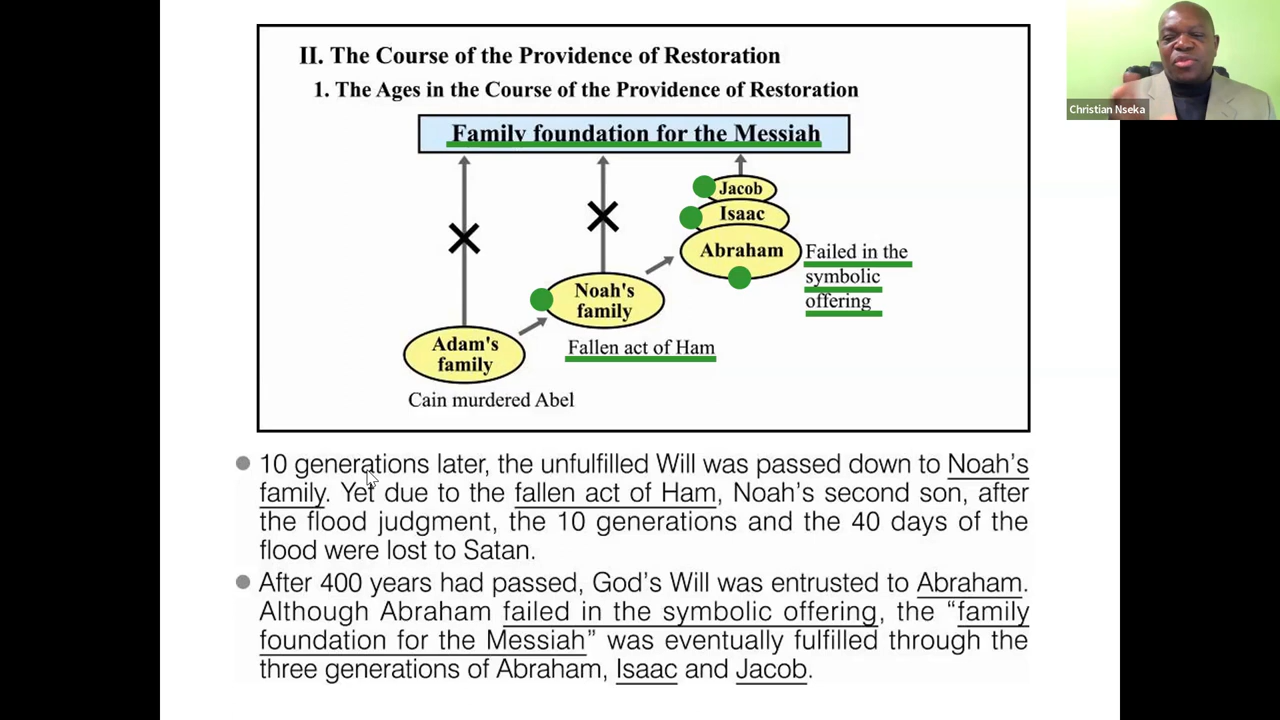 II. The Course of the Providence of Restoration
1. The Ages in the Course of the Providence of Restoration
Family foundation for the Messiah
Jacob
Isaac
Abraham
Failed in the
symbolic
offering
Noah's
family
Fallen act of Ham
Adam's
family
Cain murdered Abel
10 generations later, the unfulfilled Will was passed down to Noah's
family. Yet due to the fallen act of Ham, Noah's second son, after
the flood judgment, the 10 generations and the 40 days of the
flood were lost to Satan.
After 400 years had passed, God's Will was entrusted to Abraham.
Although Abraham failed in the symbolic offering, the “family
foundation for the Messiah” was eventually fulfilled through the
three generations of Abraham, Isaac and Jacob.
Christian Nseka